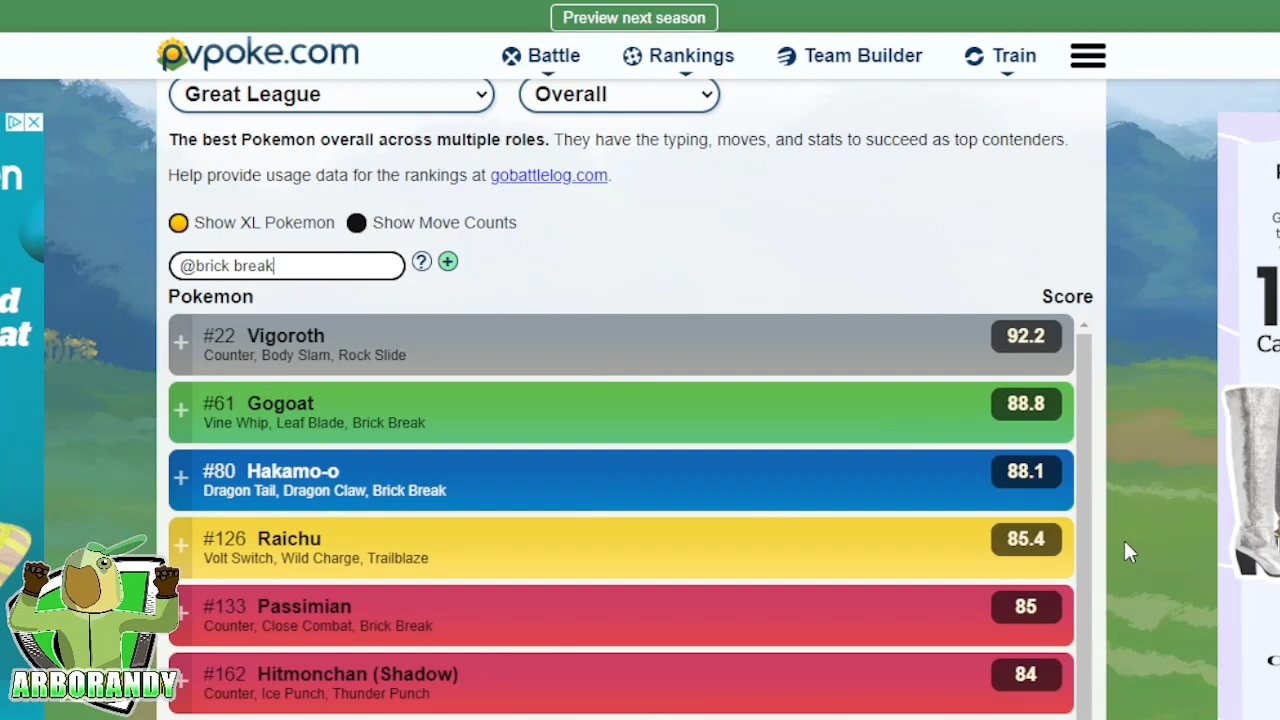 Preview next season
pvpoke.com
Battle
Rankings
Team Builder
Train
Great League
Overall
The best Pokemon overall across multiple roles. They have the typing, moves, and stats to succeed as top contenders.
Help provide usage data for the rankings at gobattlelog.com.
Show XL Pokemon
Show Move Counts
@brick break
?
+
Pokemon
Score
+ #22 Vigoroth
92.2
Counter, Body Slam, Rock Slide
+ #61 Gogoat
88.8
Vine Whip, Leaf Blade, Brick Break
+ #80 Hakamo-o
88.1
Dragon Tail, Dragon Claw, Brick Break
+ #126 Raichu
85.4
Volt Switch, Wild Charge, Trailblaze
+ #133 Passimian
85
Counter, Close Combat, Brick Break
+ #162 Hitmonchan (Shadow)
84
Counter, Ice Punch, Thunder Punch
ARBORANDY